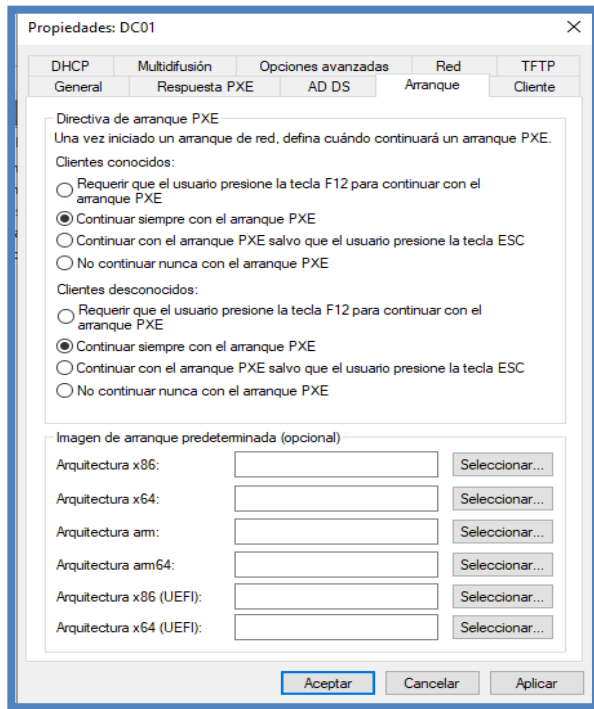 Propiedades: DC01
DHCP Multidifusión Opciones avanzadas Red TFTP
General Respuesta PXE AD DS Arranque Cliente
Directiva de arranque PXE
Una vez iniciado un arranque de red, defina cuándo continuará un arranque PXE.
Clientes conocidos:
Requerir que el usuario presione la tecla F12 para continuar con el
arranque PXE
Continuar siempre con el arranque PXE
Continuar con el arranque PXE salvo que el usuario presione la tecla ESC
No continuar nunca con el arranque PXE
Clientes desconocidos:
Requerir que el usuario presione la tecla F12 para continuar con el
arranque PXE
Continuar siempre con el arranque PXE
Continuar con el arranque PXE salvo que el usuario presione la tecla ESC
No continuar nunca con el arranque PXE
Imagen de arranque predeterminada (opcional)
Arquitectura x86: Seleccionar...
Arquitectura x64: Seleccionar...
Arquitectura arm: Seleccionar...
Arquitectura arm64: Seleccionar...
Arquitectura x86 (UEFI): Seleccionar...
Arquitectura x64 (UEFI): Seleccionar...
Aceptar Cancelar Aplicar